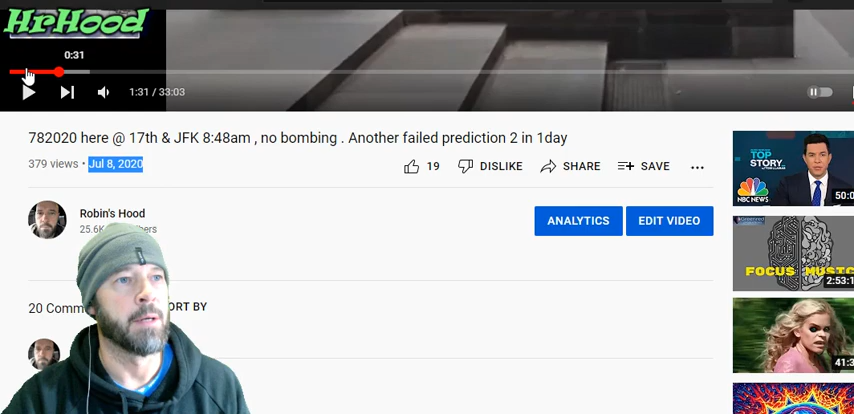 HrHood
0:31
1:31 / 33:03
782020 here @ 17th & JFK 8:48am , no bombing . Another failed prediction 2 in 1day
379 views • Jul 8, 2020
19 DISLIKE SHARE SAVE ...
Robin's Hood
25.6K
ANALYTICS
EDIT VIDEO
20 ORT BY
TOP
STORY
NBC NEWS
50:0
FOCUS MUSIC
2:53:1
41:3